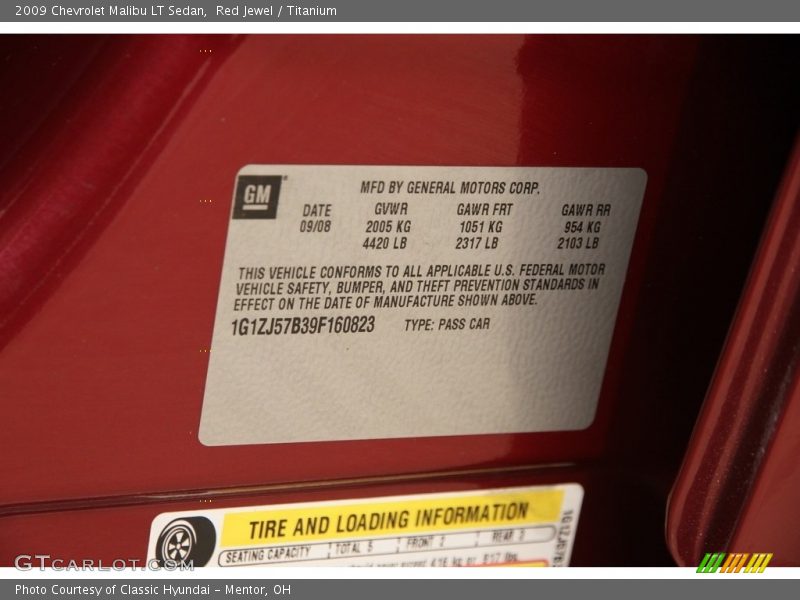 2009 Chevrolet Malibu LT Sedan, Red Jewel / Titanium
GM
MFD BY GENERAL MOTORS CORP.
DATE GVWR GAWR FRT GAWR RR
09/08 2005 KG 1051 KG 954 KG
4420 LB 2317 LB 2103 LB
THIS VEHICLE CONFORMS TO ALL APPLICABLE U.S. FEDERAL MOTOR
VEHICLE SAFETY, BUMPER, AND THEFT PREVENTION STANDARDS IN
EFFECT ON THE DATE OF MANUFACTURE SHOWN ABOVE.
1G1ZJ57B39F160823 TYPE: PASS CAR
TIRE AND LOADING INFORMATION
SEATING CAPACITY TOTAL 5 FRONT 2 REAR 3
GTCARLOT.COM
Photo Courtesy of Classic Hyundai - Mentor, OH